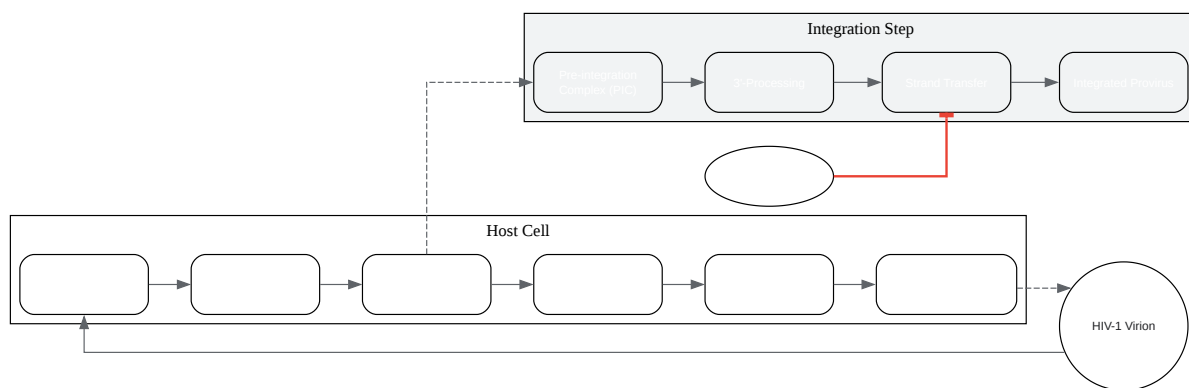 Integration Step
Pre-Integration
Complex (PIC)
3'-Processing
Strand Transfer
Integrated Provirus
Host Cell
HIV-1 Virion